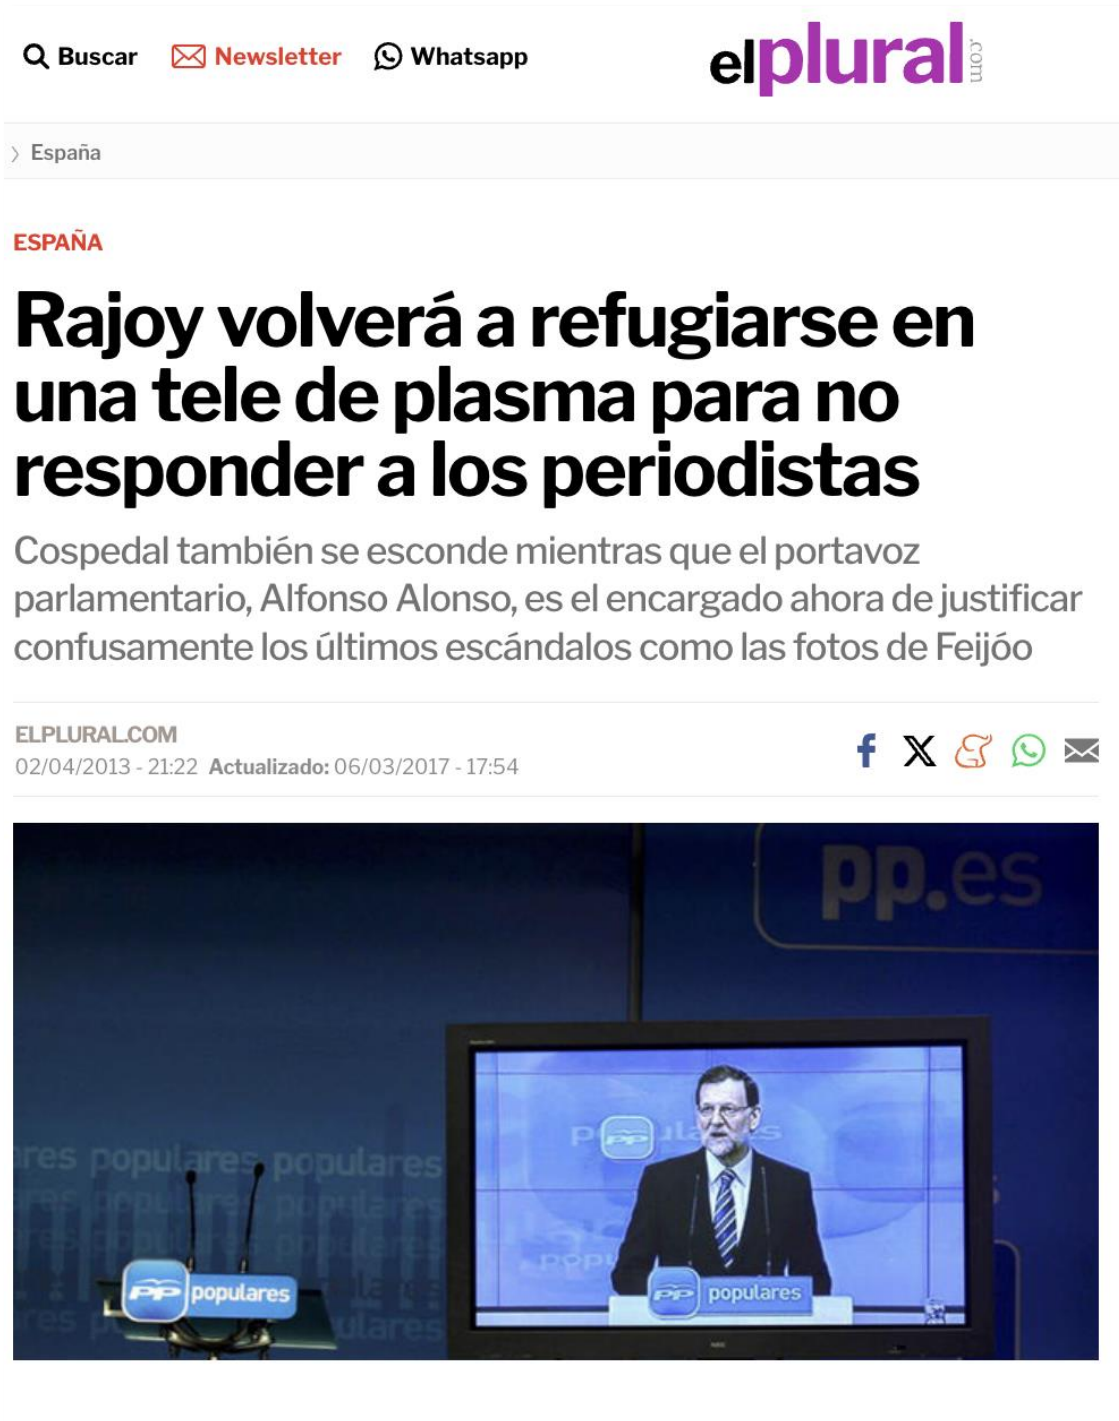 Buscar Newsletter Whatsapp elplural.com
España
ESPAÑA
Rajoy volverá a refugiarse en
una tele de plasma para no
responder a los periodistas
Cospedal también se esconde mientras que el portavoz
parlamentario, Alfonso Alonso, es el encargado ahora de justificar
confusamente los últimos escándalos como las fotos de Feijóo
ELPLURAL.COM
02/04/2013 - 21:22 Actualizado: 06/03/2017 - 17:54
pp.es
populares populares
PP populares
PP
PP populares